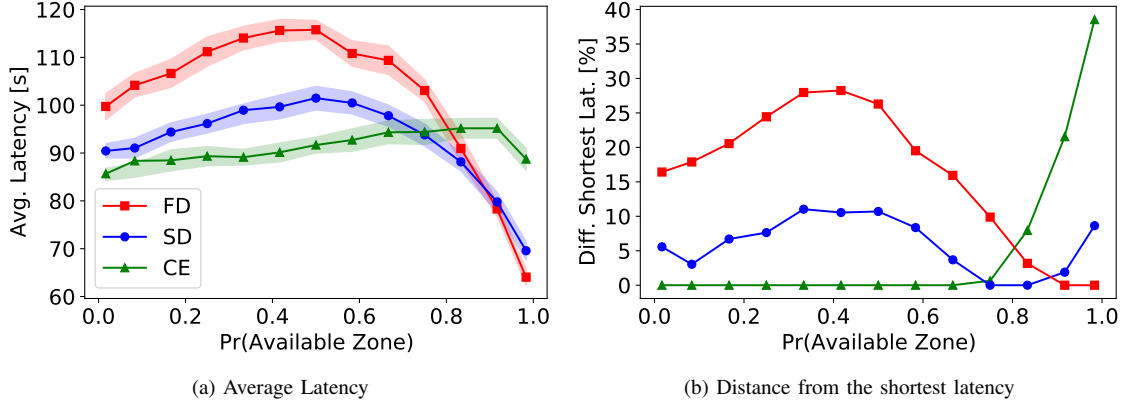 120
110
100
90
80
70
60
Avg. Latency [s]
FD
SD
CE
0.0 0.2 0.4 0.6 0.8 1.0
Pr(Available Zone)
(a) Average Latency
40
35
30
25
20
15
10
5
0
Diff. Shortest Lat. [%]
0.0 0.2 0.4 0.6 0.8 1.0
Pr(Available Zone)
(b) Distance from the shortest latency